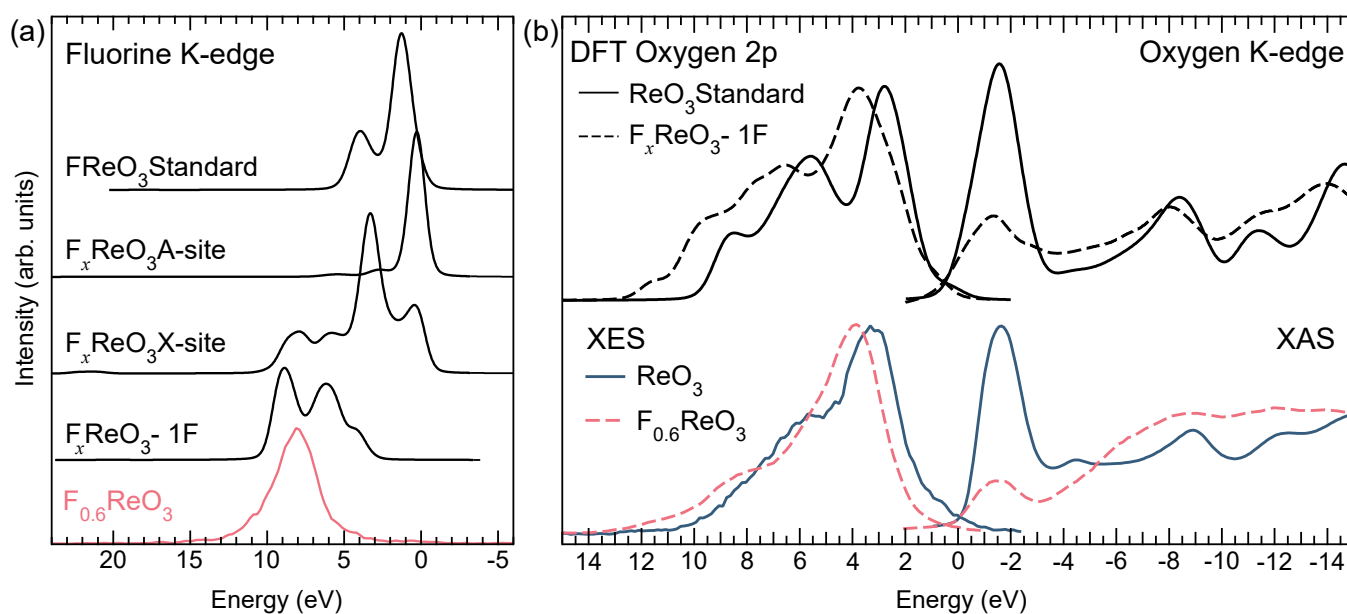 (a)
Fluorine K-edge
FReO3Standard
FxReO3A-site
FxReO3X-site
FxReO3- 1F
F0.6ReO3
Intensity (arb. units)
20 15 10 5 0 -5
Energy (eV)
(b)
DFT Oxygen 2p
Oxygen K-edge
ReO3Standard
FxReO3- 1F
XES
XAS
ReO3
F0.6ReO3
14 12 10 8 6 4 2 0 -2 -4 -6 -8 -10 -12 -14
Energy (eV)